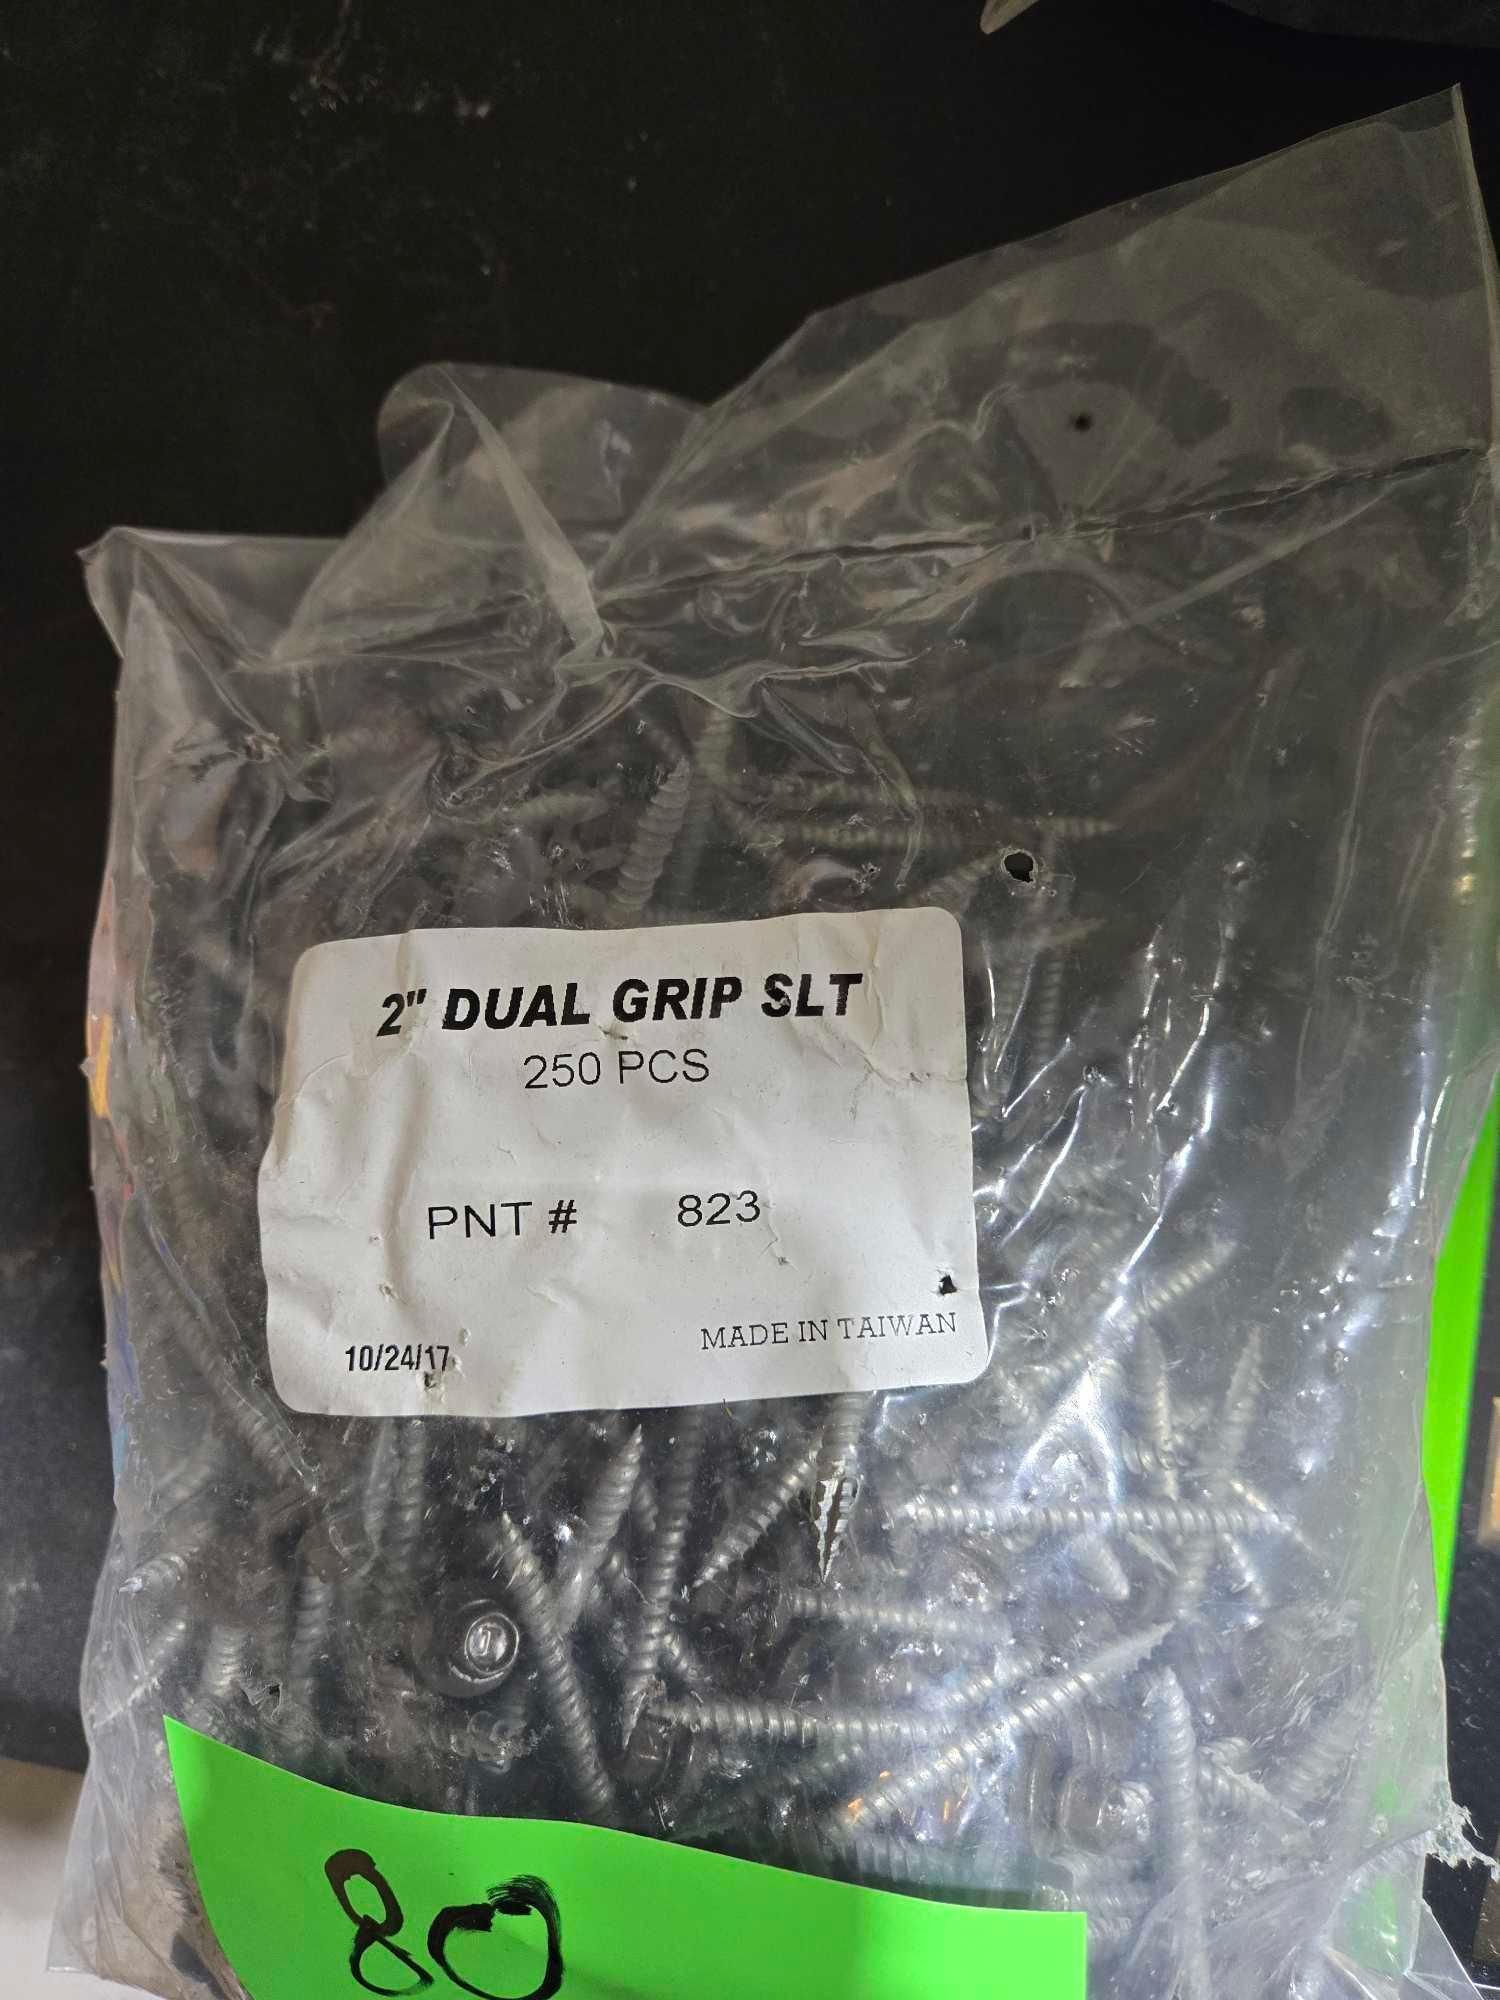 2" DUAL GRIP SLT
250 PCS
PNT # 823
MADE IN TAIWAN
10/24/17
80